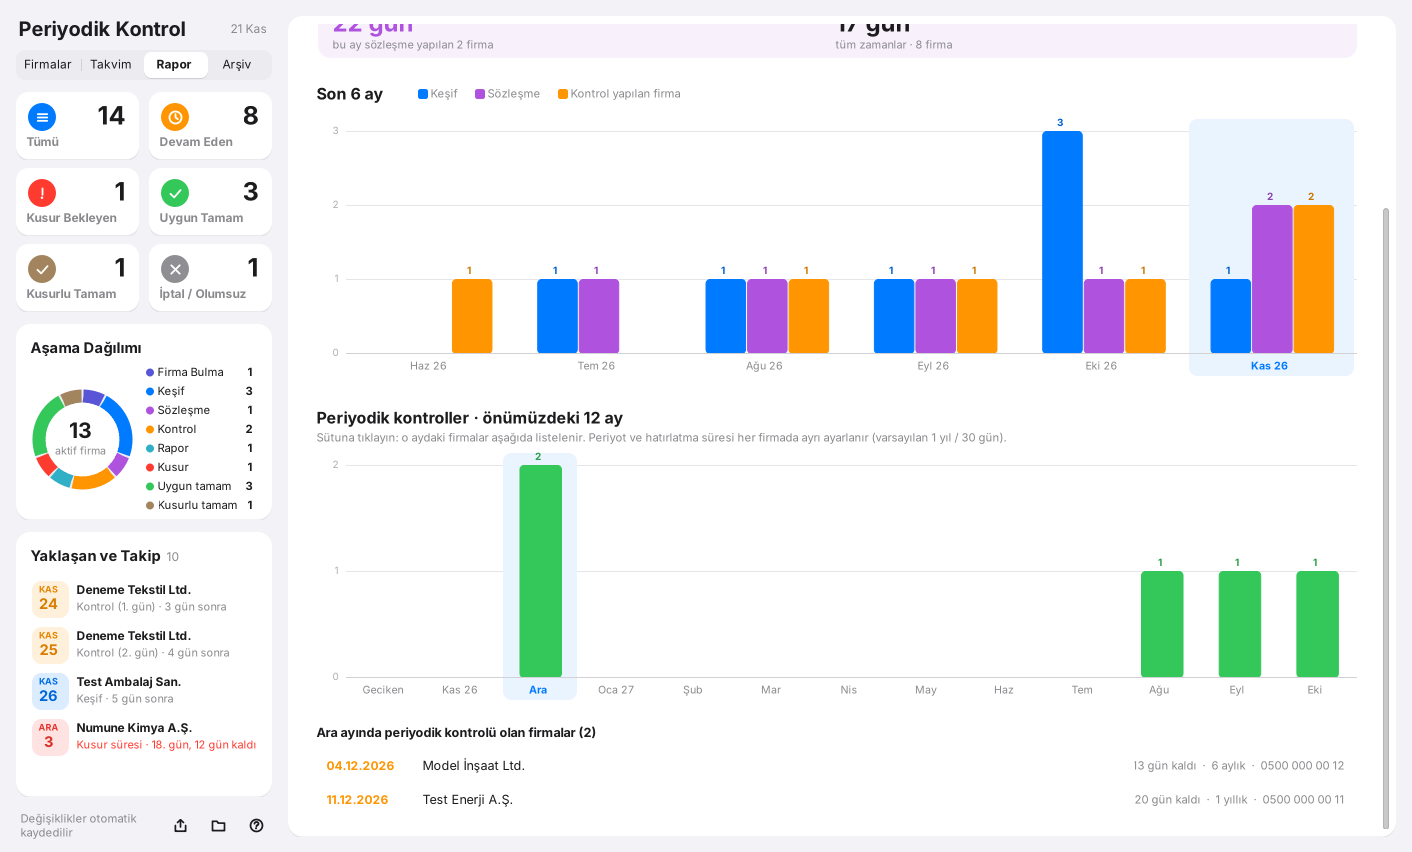 Periyodik Kontrol
21 Kas
Firmalar
Takvim
Rapor
Arşiv
14
Tümü
8
Devam Eden
1
Kusur Bekleyen
3
Uygun Tamam
1
Kusurlu Tamam
1
İptal / Olumsuz
Aşama Dağılımı
13
aktif firma
Firma Bulma 1
Keşif 3
Sözleşme 1
Kontrol 2
Rapor 1
Kusur 1
Uygun tamam 3
Kusurlu tamam 1
Yaklaşan ve Takip 10
KAS
24
Deneme Tekstil Ltd.
Kontrol (1. gün) · 3 gün sonra
KAS
25
Deneme Tekstil Ltd.
Kontrol (2. gün) · 4 gün sonra
KAS
26
Test Ambalaj San.
Keşif · 5 gün sonra
ARA
3
Numune Kimya A.Ş.
Kusur süresi · 18. gün, 12 gün kaldı
Değişiklikler otomatik
kaydedilir
22 gün
bu ay sözleşme yapılan 2 firma
17 gün
tüm zamanlar · 8 firma
Son 6 ay
Keşif
Sözleşme
Kontrol yapılan firma
3
2
1
0
1
1 1
1 1 1
1 1 1
3 1 1
1 2 2
Haz 26
Tem 26
Ağu 26
Eyl 26
Eki 26
Kas 26
Periyodik kontroller · önümüzdeki 12 ay
Sütuna tıklayın: o aydaki firmalar aşağıda listelenir. Periyot ve hatırlatma süresi her firmada ayrı ayarlanır (varsayılan 1 yıl / 30 gün).
2
1
0
2
1
1
1
Geciken
Kas 26
Ara
Oca 27
Şub
Mar
Nis
May
Haz
Tem
Ağu
Eyl
Eki
Ara ayında periyodik kontrolü olan firmalar (2)
04.12.2026 Model İnşaat Ltd. 13 gün kaldı · 6 aylık · 0500 000 00 12
11.12.2026 Test Enerji A.Ş. 20 gün kaldı · 1 yıllık · 0500 000 00 11